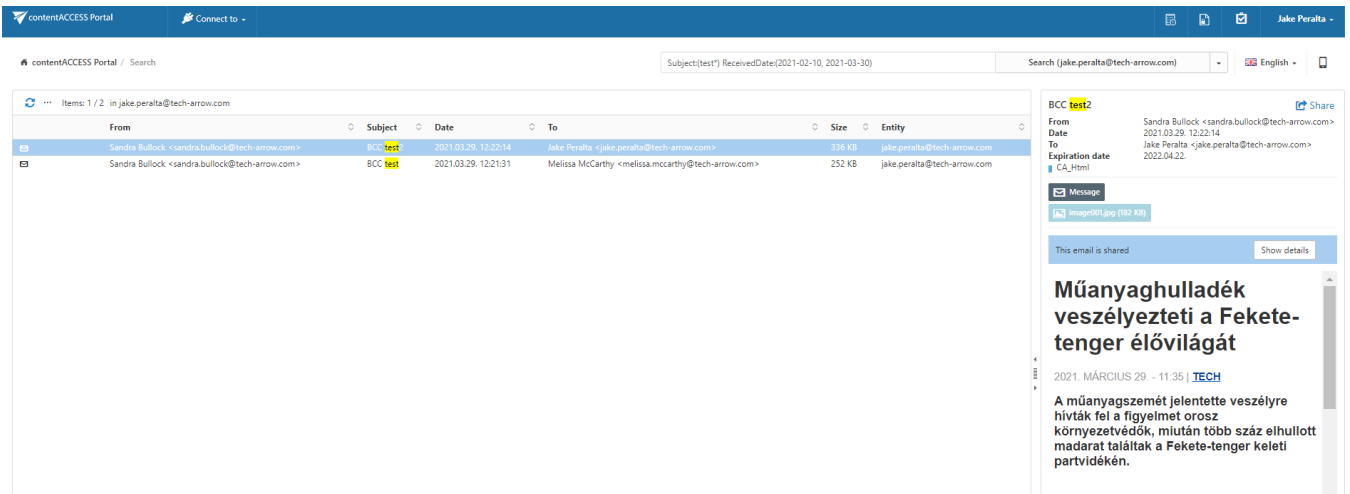 contentACCESS Portal Connect to Jake Peralta
contentACCESS Portal / Search Subject:(test*) ReceivedDate:(2021-02-10, 2021-03-30) Search (jake.peralta@tech-arrow.com) English
Items: 1 / 2 in jake.peralta@tech-arrow.com
From Subject Date To Size Entity
Sandra Bullock <sandra.bullock@tech-arrow.com> BCC test2 2021.03.29. 12:22:14 Jake Peralta <jake.peralta@tech-arrow.com> 336 KB jake.peralta@tech-arrow.com
Sandra Bullock <sandra.bullock@tech-arrow.com> BCC test 2021.03.29. 12:21:31 Melissa McCarthy <melissa.mccarthy@tech-arrow.com> 252 KB jake.peralta@tech-arrow.com
BCC test2 Share
From Sandra Bullock <sandra.bullock@tech-arrow.com>
Date 2021.03.29. 12:22:14
To Jake Peralta <jake.peralta@tech-arrow.com>
Expiration date 2022.04.22.
CA_Html
Message
image001.jpg (182 KB)
This email is shared Show details
Műanyaghulladék
veszélyezteti a Fekete-
tenger élővilágát
2021. MÁRCIUS 29. - 11:35 | TECH
A műanyagszemét jelentette veszélyre
hívták fel a figyelmet orosz
környezetvédők, miután több száz elhullott
madarat találtak a Fekete-tenger keleti
partvidékén.